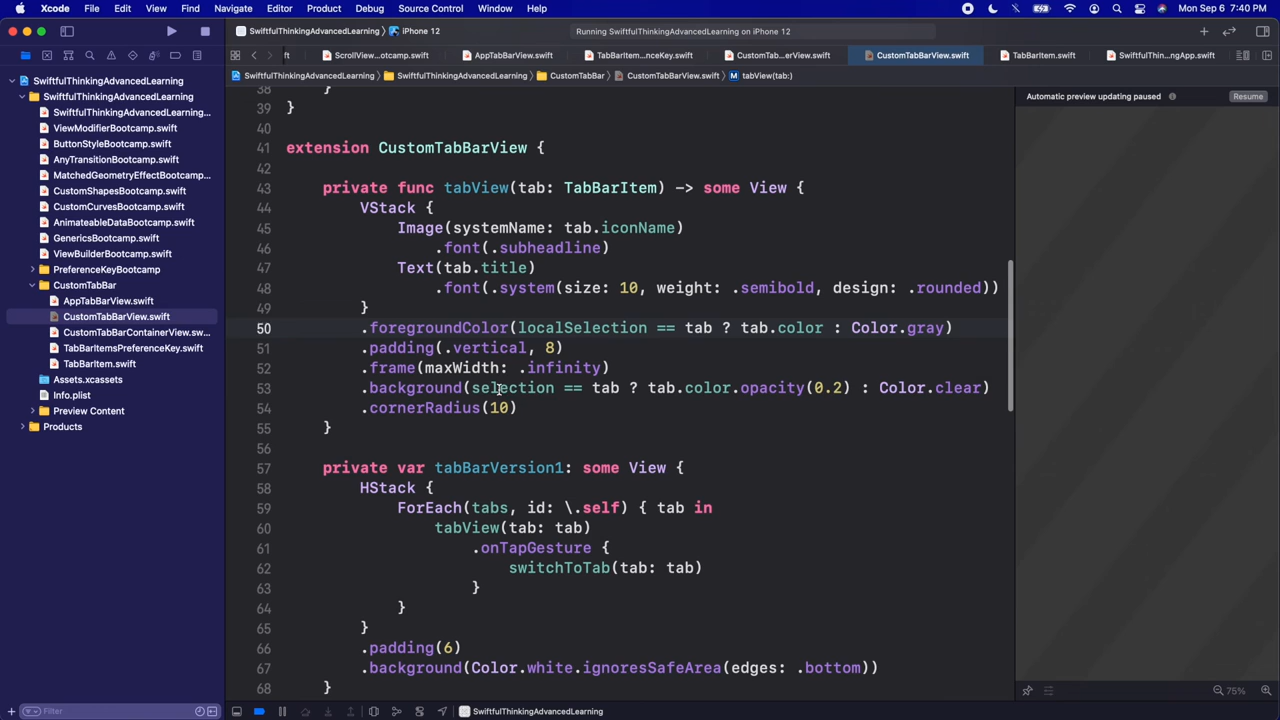 Xcode File Edit View Find Navigate Editor Product Debug Source Control Window Help Mon Sep 6 7:40 PM
SwiftfulThinkingAdvancedLearning iPhone 12 Running SwiftfulThinkingAdvancedLearning on iPhone 12
ft ScrollView...otcamp.swift AppTabBarView.swift TabBarItem...nceKey.swift CustomTab...erView.swift CustomTabBarView.swift TabBarItem.swift SwiftfulTh...ngApp.swift
SwiftfulThinkingAdvancedLearning SwiftfulThinkingAdvancedLearning CustomTabBar CustomTabBarView.swift M tabView(tab:)
SwiftfulThinkingAdvancedLearning
SwiftfulThinkingAdvancedLearning
SwiftfulThinkingAdvancedLearning...
ViewModifierBootcamp.swift
ButtonStyleBootcamp.swift
AnyTransitionBootcamp.swift
MatchedGeometryEffectBootcamp...
CustomShapesBootcamp.swift
CustomCurvesBootcamp.swift
AnimateableDataBootcamp.swift
GenericsBootcamp.swift
ViewBuilderBootcamp.swift
PreferenceKeyBootcamp
CustomTabBar
AppTabBarView.swift
CustomTabBarView.swift
CustomTabBarContainerView.sw...
TabBarItemsPreferenceKey.swift
TabBarItem.swift
Assets.xcassets
Info.plist
Preview Content
Products
Filter
38 }
39 }
40
41 extension CustomTabBarView {
42
43 private func tabView(tab: TabBarItem) -> some View {
44 VStack {
45 Image(systemName: tab.iconName)
46 .font(.subheadline)
47 Text(tab.title)
48 .font(.system(size: 10, weight: .semibold, design: .rounded))
49 }
50 .foregroundColor(localSelection == tab ? tab.color : Color.gray)
51 .padding(.vertical, 8)
52 .frame(maxWidth: .infinity)
53 .background(selection == tab ? tab.color.opacity(0.2) : Color.clear)
54 .cornerRadius(10)
55 }
56
57 private var tabBarVersion1: some View {
58 HStack {
59 ForEach(tabs, id: \.self) { tab in
60 tabView(tab: tab)
61 .onTapGesture {
62 switchToTab(tab: tab)
63 }
64 }
65 }
66 .padding(6)
67 .background(Color.white.ignoresSafeArea(edges: .bottom))
68 }
Automatic preview updating paused Resume
75%
SwiftfulThinkingAdvancedLearning